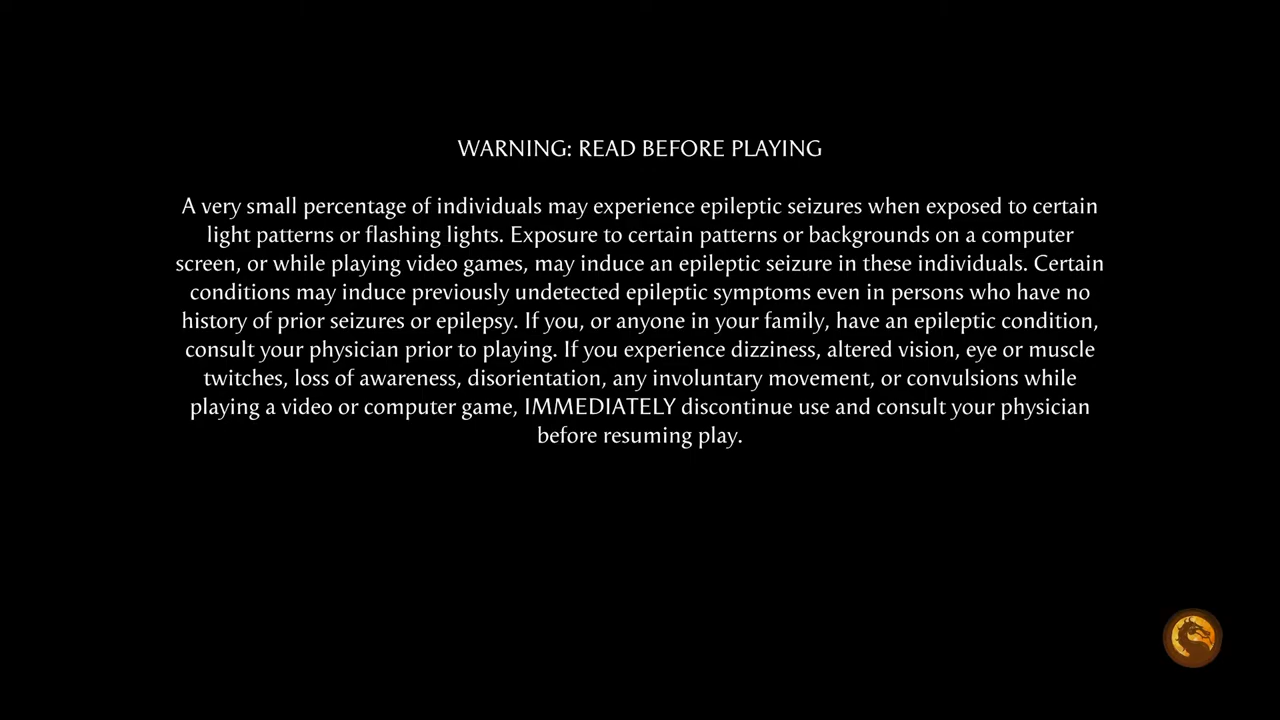 WARNING: READ BEFORE PLAYING
A very small percentage of individuals may experience epileptic seizures when exposed to certain
light patterns or flashing lights. Exposure to certain patterns or backgrounds on a computer
screen, or while playing video games, may induce an epileptic seizure in these individuals. Certain
conditions may induce previously undetected epileptic symptoms even in persons who have no
history of prior seizures or epilepsy. If you, or anyone in your family, have an epileptic condition,
consult your physician prior to playing. If you experience dizziness, altered vision, eye or muscle
twitches, loss of awareness, disorientation, any involuntary movement, or convulsions while
playing a video or computer game, IMMEDIATELY discontinue use and consult your physician
before resuming play.